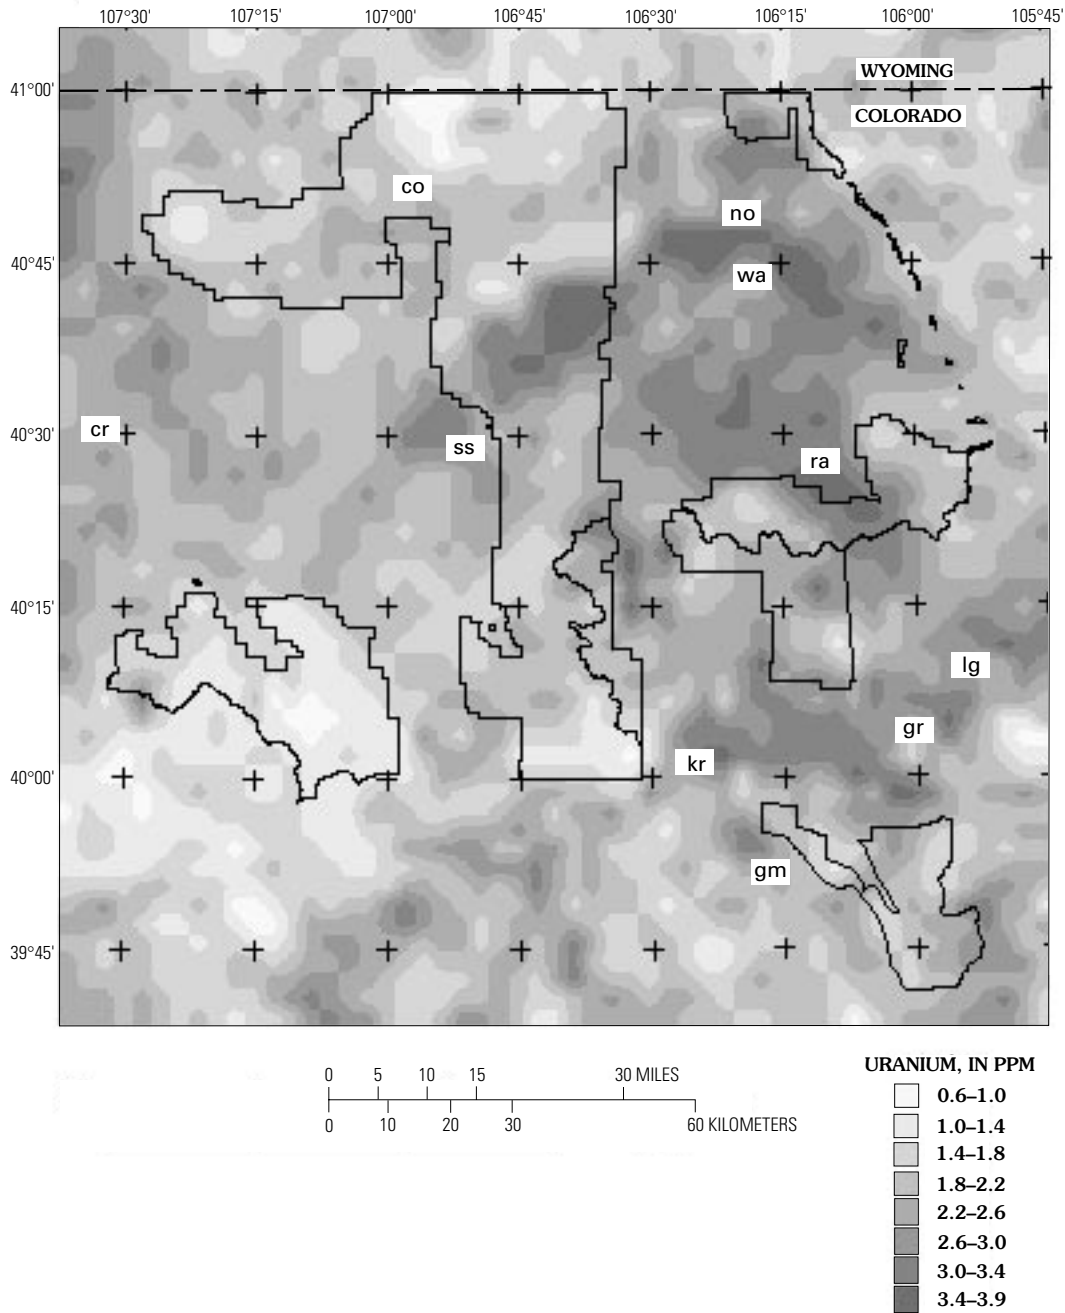 107°30' 107°15' 107°00' 106°45' 106°30' 106°15' 106°00' 105°45'
41°00'
WYOMING
COLORADO
co
no
40°45'
wa
cr
40°30'
ss
ra
40°15'
lg
gr
kr
40°00'
gm
39°45'
0 5 10 15 30 MILES
0 10 20 30 60 KILOMETERS
URANIUM, IN PPM
0.6–1.0
1.0–1.4
1.4–1.8
1.8–2.2
2.2–2.6
2.6–3.0
3.0–3.4
3.4–3.9